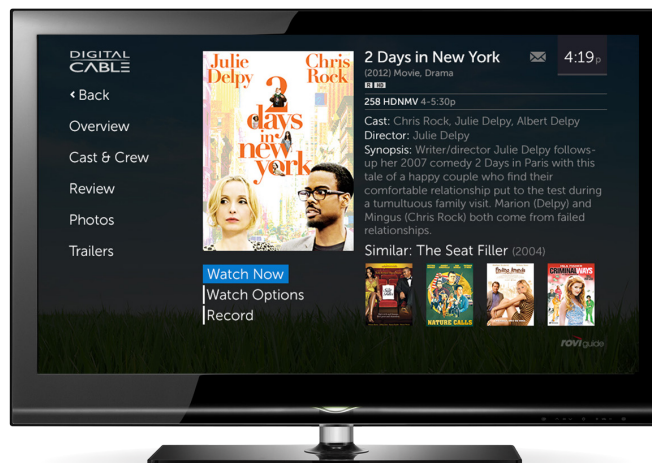 DIGITAL
CABLE
Back
Overview
Cast & Crew
Review
Photos
Trailers
Julie Delpy
Chris Rock
2
days
in
new
york
Watch Now
Watch Options
Record
2 Days in New York
4:19p
(2012) Movie, Drama
R HD
258 HDNMV 4-5:30p
Cast: Chris Rock, Julie Delpy, Albert Delpy
Director: Julie Delpy
Synopsis: Writer/director Julie Delpy follows-
up her 2007 comedy 2 Days in Paris with this
tale of a happy couple who find their
comfortable relationship put to the test during
a tumultuous family visit. Marion (Delpy) and
Mingus (Chris Rock) both come from failed
relationships.
Similar: The Seat Filler (2004)
NATURE CALLS
Finding Amanda
CRIMINAL WAYS
rovi guide